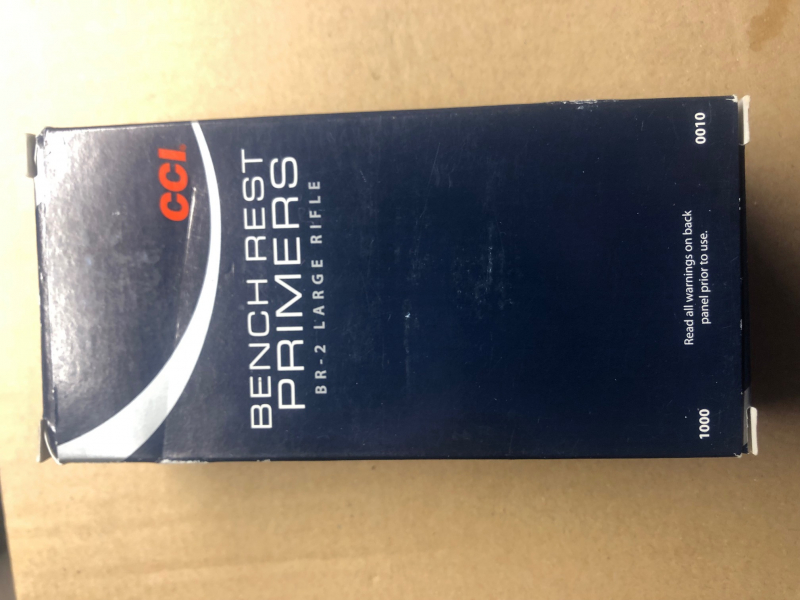 CCI
BENCH REST
PRIMERS
BR-2 LARGE RIFLE
Read all warnings on back
panel prior to use.
1000
0010